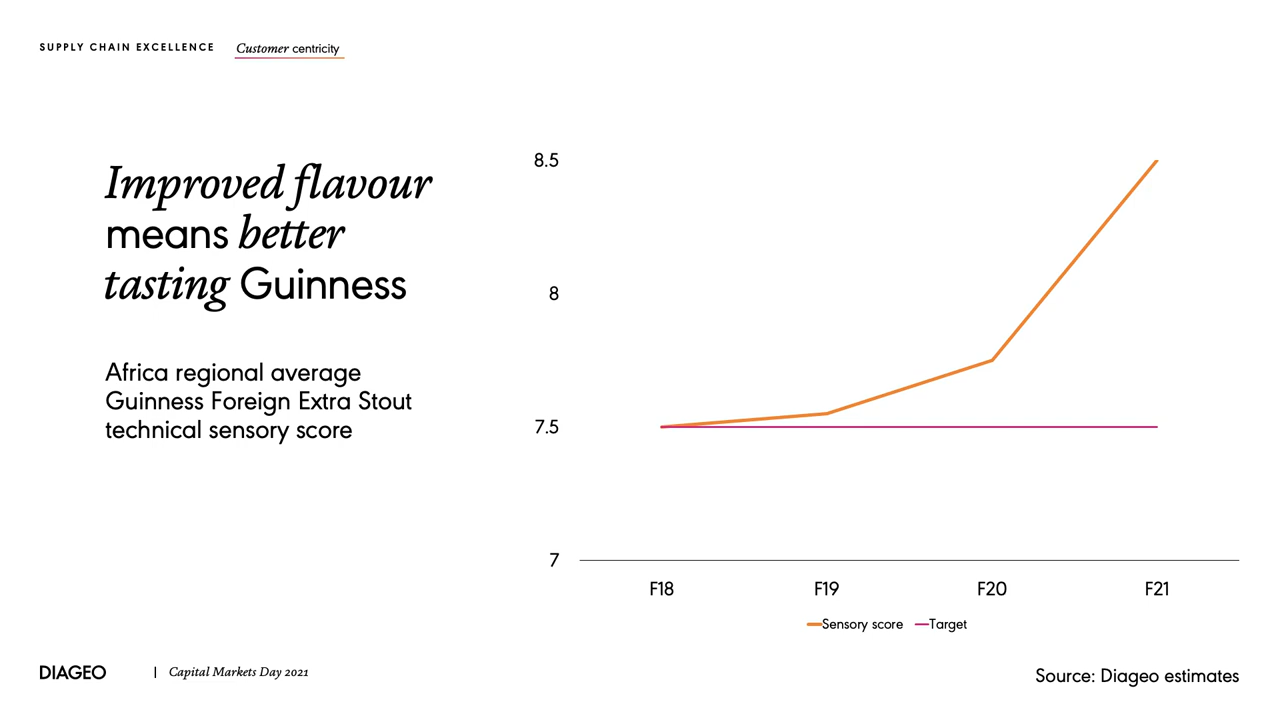 SUPPLY CHAIN EXCELLENCE Customer centricity
Improved flavour
means better
tasting Guinness
Africa regional average
Guinness Foreign Extra Stout
technical sensory score
8.5
8
7.5
7
F18 F19 F20 F21
Sensory score Target
DIAGEO | Capital Markets Day 2021
Source: Diageo estimates